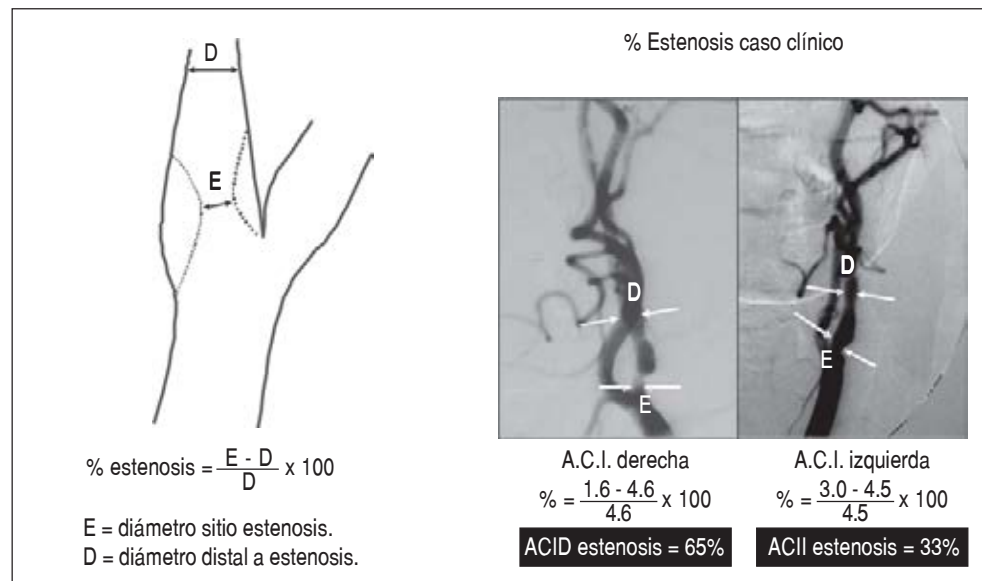 D
E
% estenosis = E - D / D x 100
E = diámetro sitio estenosis.
D = diámetro distal a estenosis.
% Estenosis caso clínico
D
E
D
E
A.C.I. derecha
% = 1.6 - 4.6 / 4.6 x 100
ACID estenosis = 65%
A.C.I. izquierda
% = 3.0 - 4.5 / 4.5 x 100
ACII estenosis = 33%